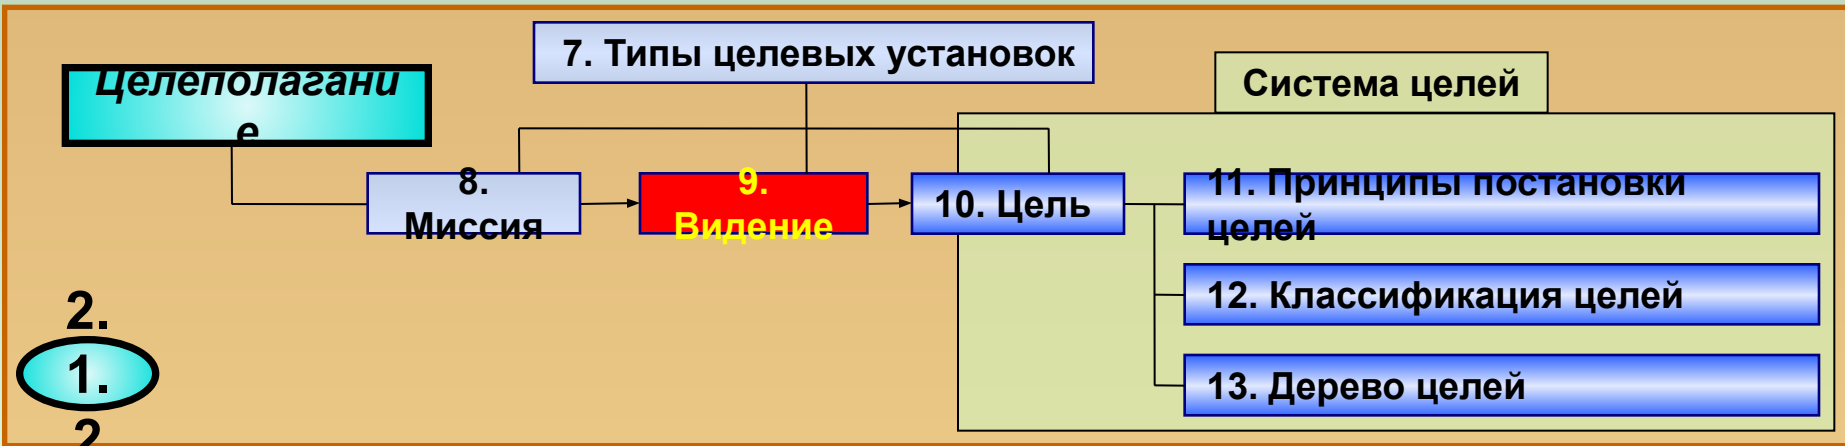 7. Типы целевых установок
Целеполагани
е
Система целей
8.
Миссия
9.
Видение
10. Цель
11. Принципы постановки
целей
12. Классификация целей
13. Дерево целей
2.
1.
2